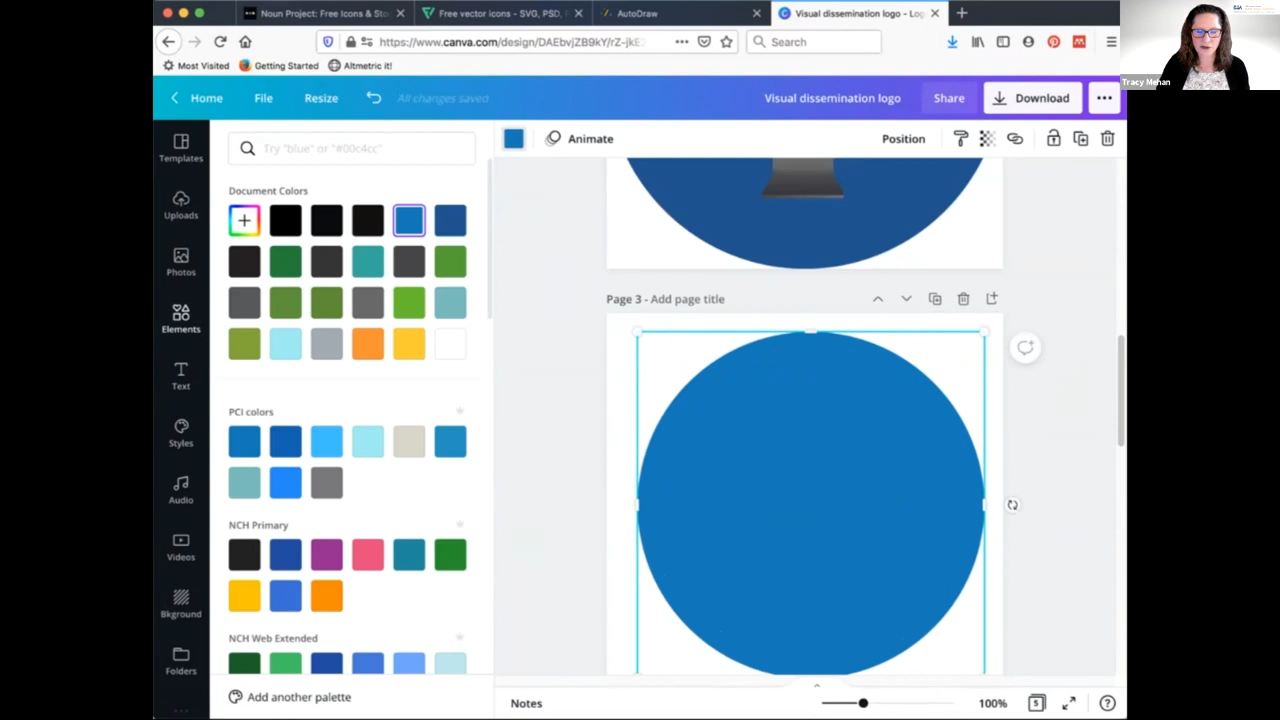 Noun Project: Free Icons & Sto
Free vector icons - SVG, PSD,
AutoDraw
Visual dissemination logo - Log
https://www.canva.com/design/DAEbvjZB9kY/rZ-jkE
Search
Most Visited
Getting Started
Altmetric it!
Tracy Mehan
Home
File
Resize
All changes saved
Visual dissemination logo
Share
Download
Templates
Uploads
Photos
Elements
Text
Styles
Audio
Videos
Bkground
Folders
Try "blue" or "#00c4cc"
Animate
Position
Document Colors
PCI colors
NCH Primary
NCH Web Extended
Add another palette
Page 3 - Add page title
Notes
100%
5